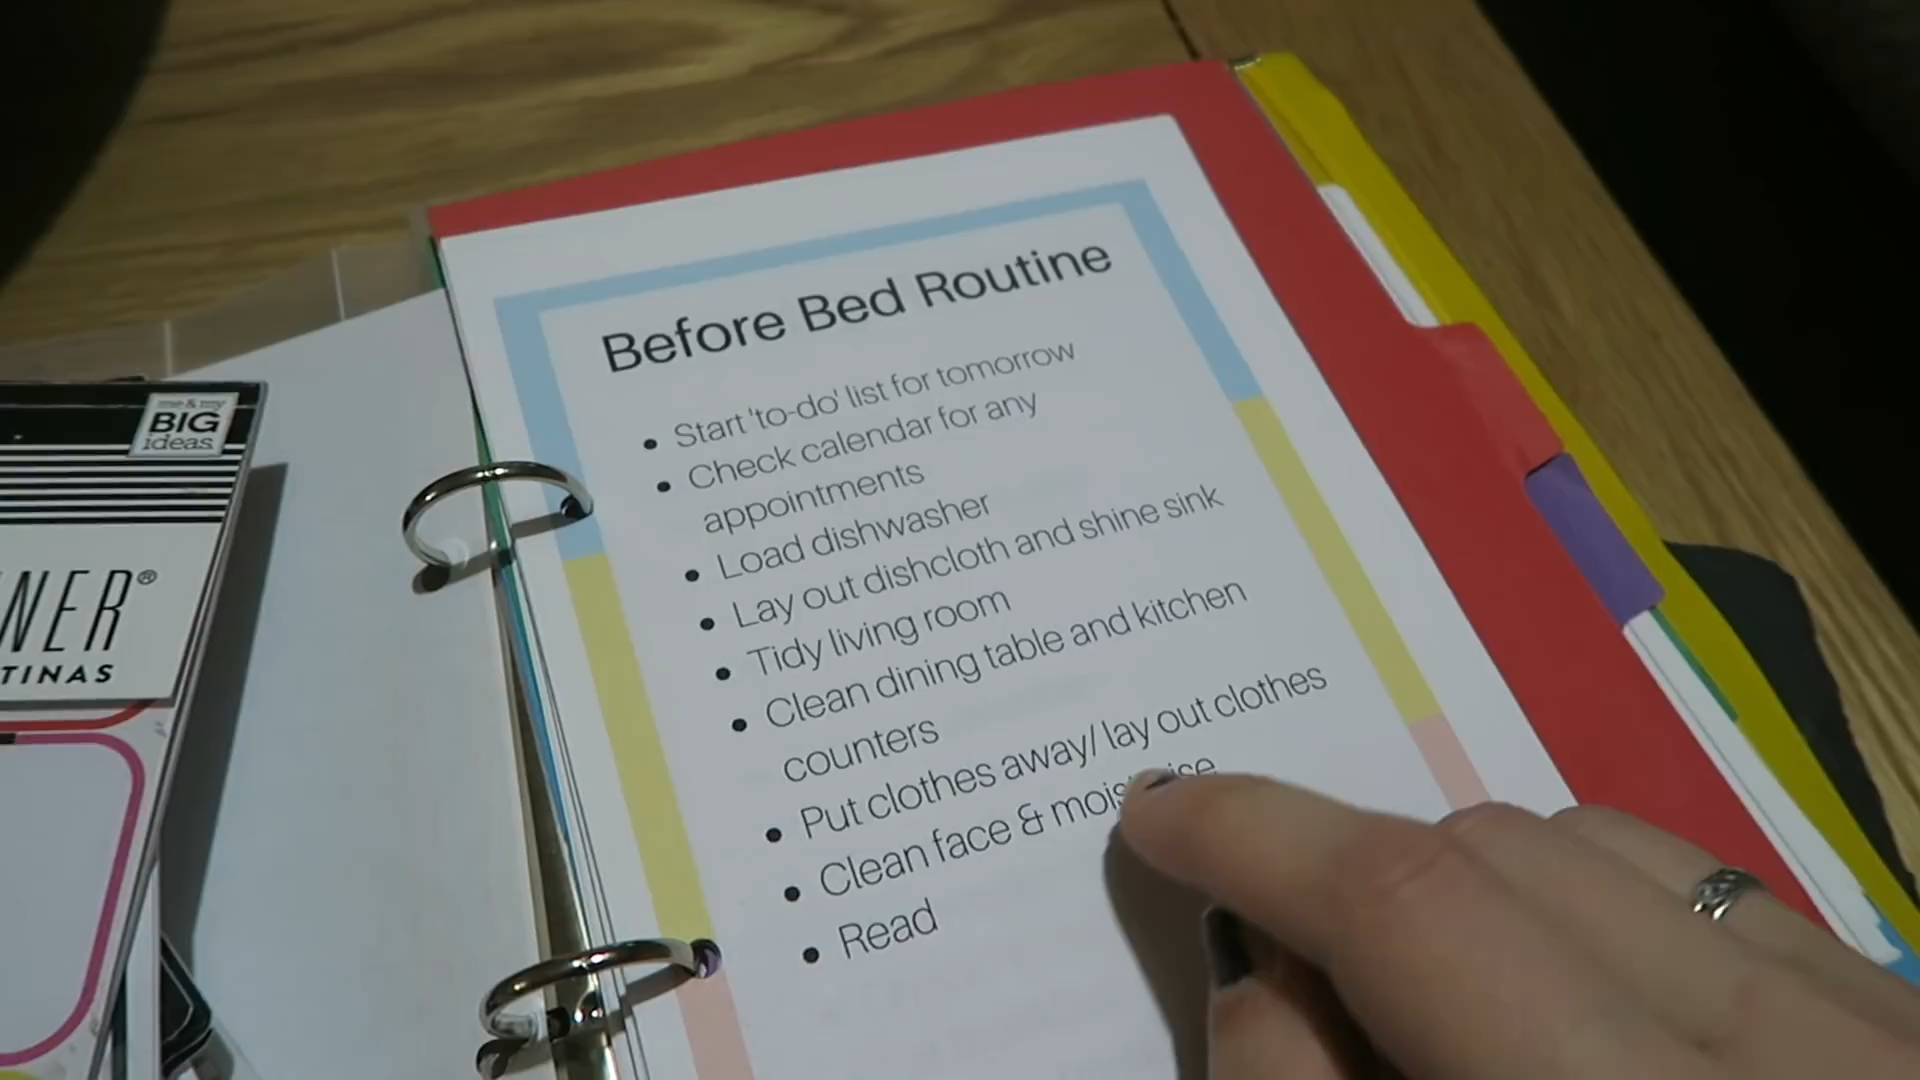 me & my
BIG
ideas
NER®
TINAS
Before Bed Routine
• Start 'to-do' list for tomorrow
• Check calendar for any
appointments
• Load dishwasher
• Lay out dishcloth and shine sink
• Tidy living room
• Clean dining table and kitchen
counters
• Put clothes away/ lay out clothes
• Clean face &
• Read